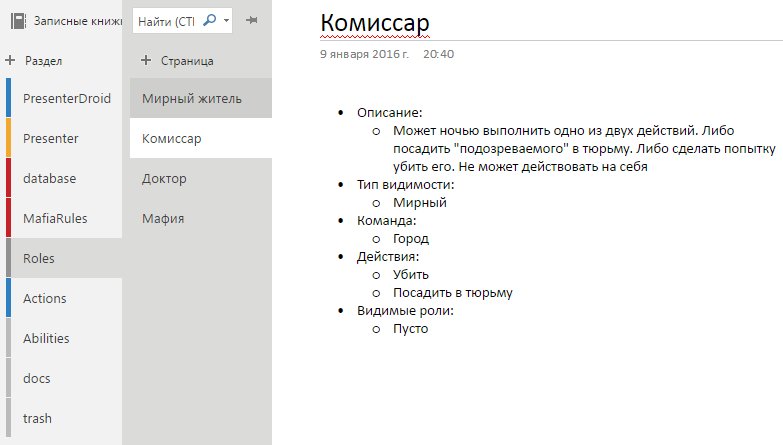 Записные книжк
Раздел
PresenterDroid
Presenter
database
MafiaRules
Roles
Actions
Abilities
docs
trash
Найти (CTI
Страница
Мирный житель
Комиссар
Доктор
Мафия
Комиссар
9 января 2016 г. 20:40
Описание:
Может ночью выполнить одно из двух действий. Либо
посадить "подозреваемого" в тюрьму. Либо сделать попытку
убить его. Не может действовать на себя
Тип видимости:
Мирный
Команда:
Город
Действия:
Убить
Посадить в тюрьму
Видимые роли:
Пусто